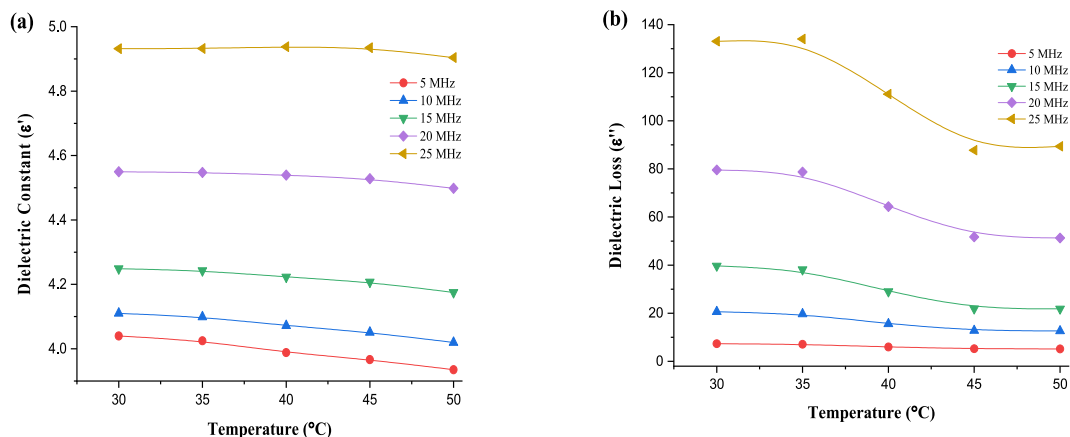 (a)
5.0
4.8
4.6
4.4
4.2
4.0
Dielectric Constant (ε')
5 MHz
10 MHz
15 MHz
20 MHz
25 MHz
30 35 40 45 50
Temperature (°C)
(b)
140
120
100
80
60
40
20
0
Dielectric Loss (ε'')
5 MHz
10 MHz
15 MHz
20 MHz
25 MHz
30 35 40 45 50
Temperature (°C)